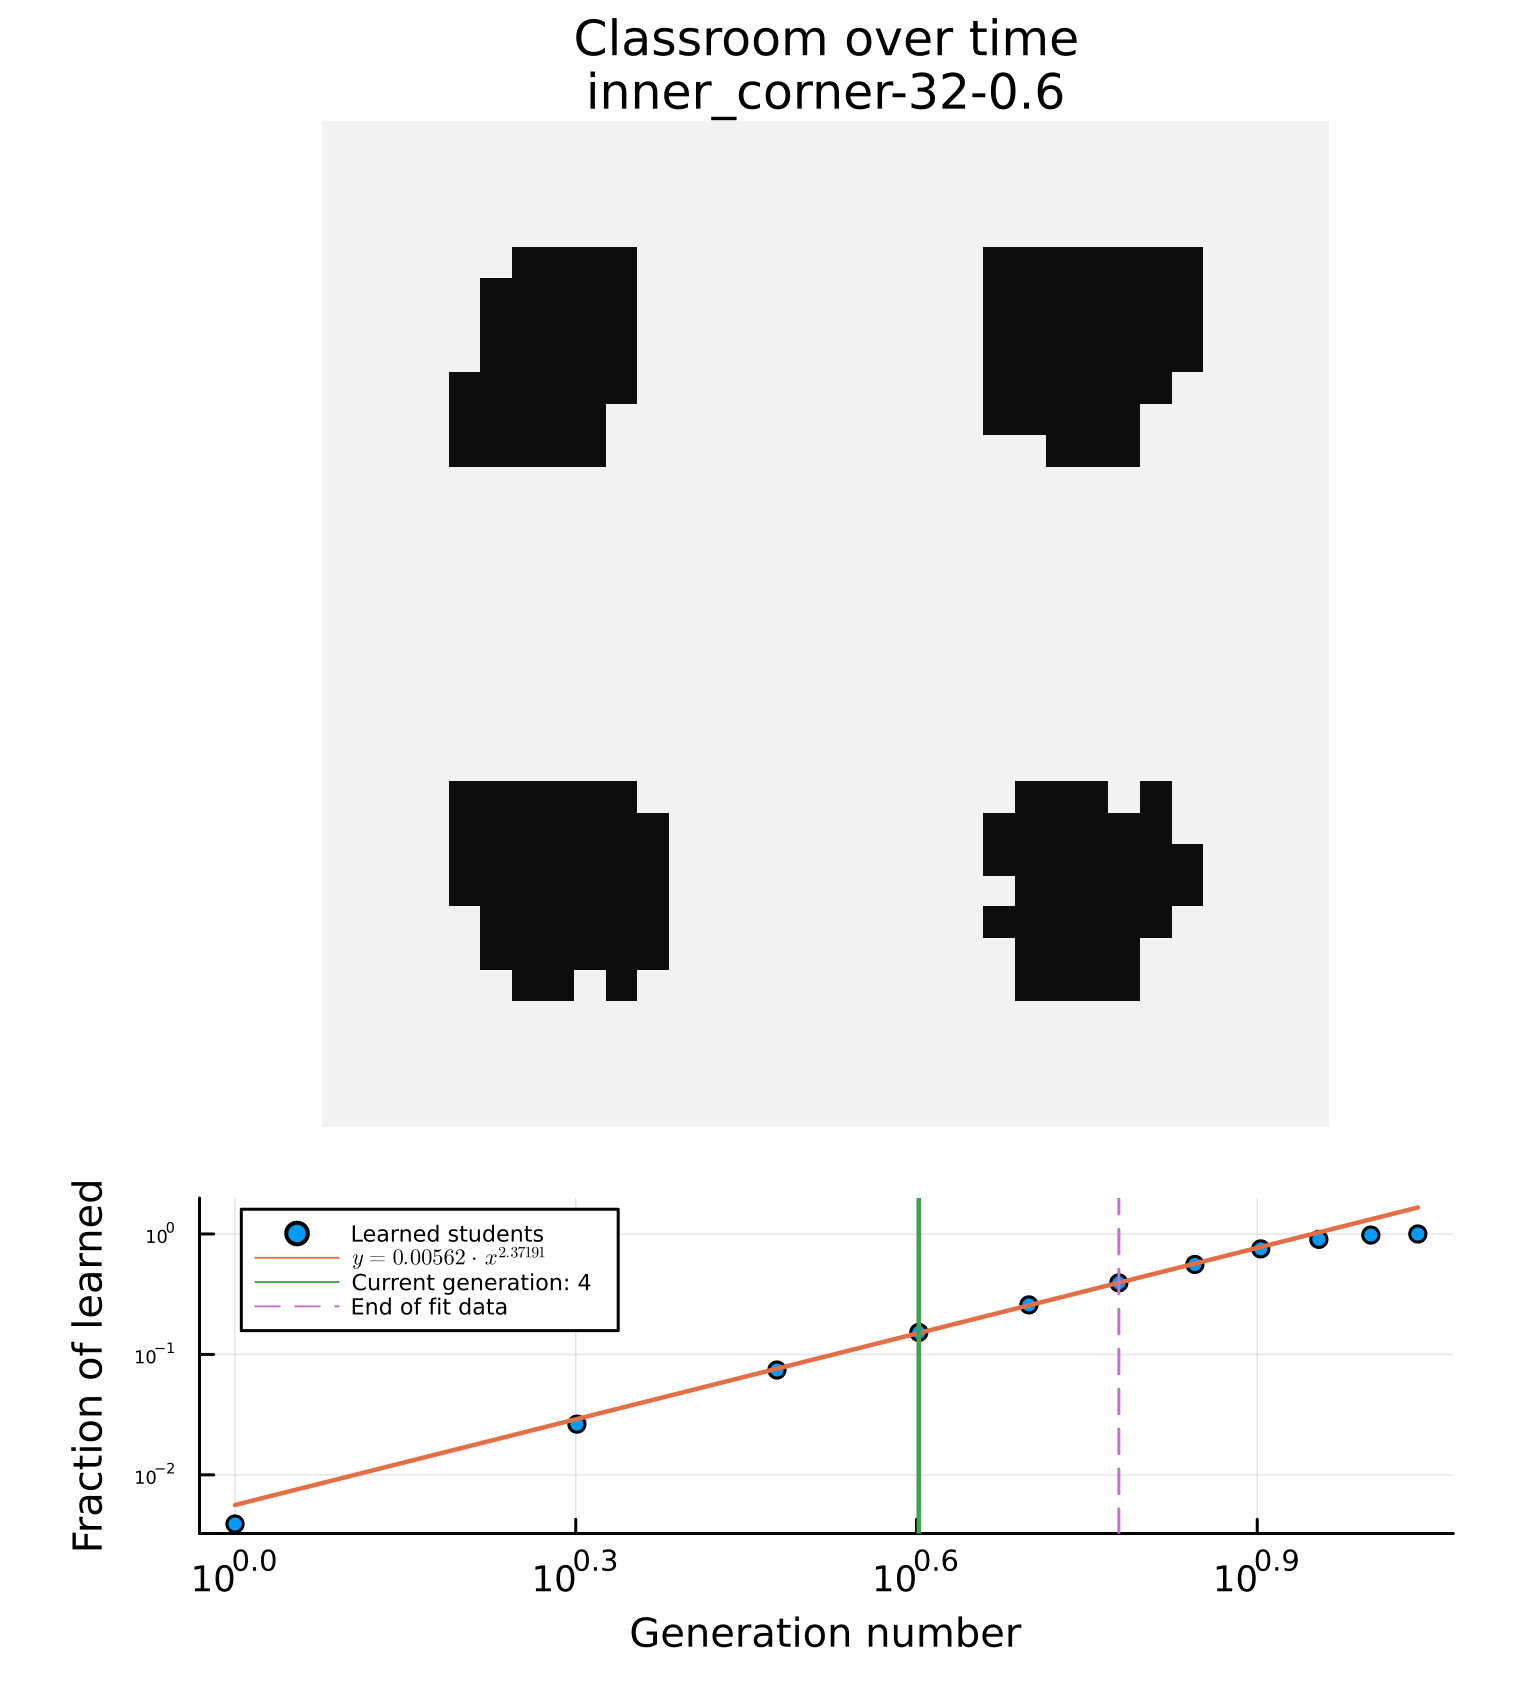 Classroom over time
inner_corner-32-0.6
Fraction of learned
10^0
10^-1
10^-2
Learned students
y = 0.00562 · x^2.37191
Current generation: 4
End of fit data
10^0.0
10^0.3
10^0.6
10^0.9
Generation number